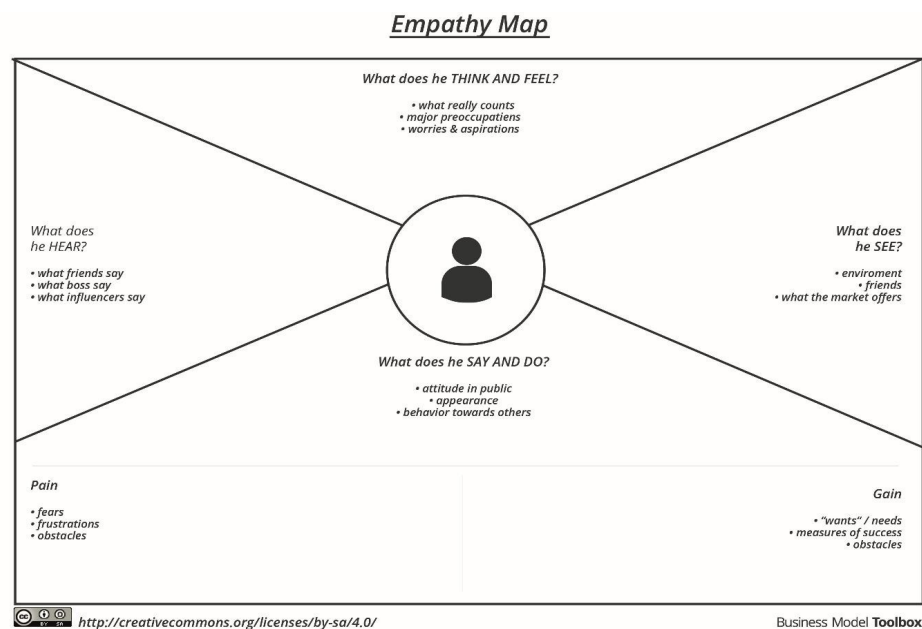 Empathy Map
What does he THINK AND FEEL?
• what really counts
• major preoccupatiens
• worries & aspirations
What does
he HEAR?
• what friends say
• what boss say
• what influencers say
What does
he SEE?
• enviroment
• friends
• what the market offers
What does he SAY AND DO?
• attitude in public
• appearance
• behavior towards others
Pain
• fears
• frustrations
• obstacles
Gain
• “wants” / needs
• measures of success
• obstacles
cc BY SA
http://creativecommons.org/licenses/by-sa/4.0/
Business Model Toolbox